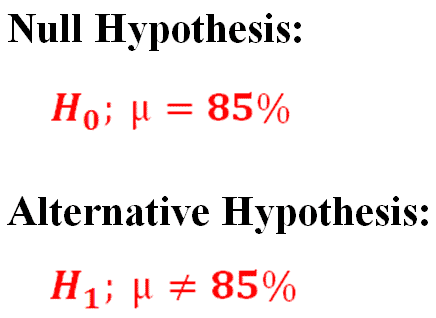 Null Hypothesis:
H₀; μ = 85%
Alternative Hypothesis:
H₁; μ ≠ 85%